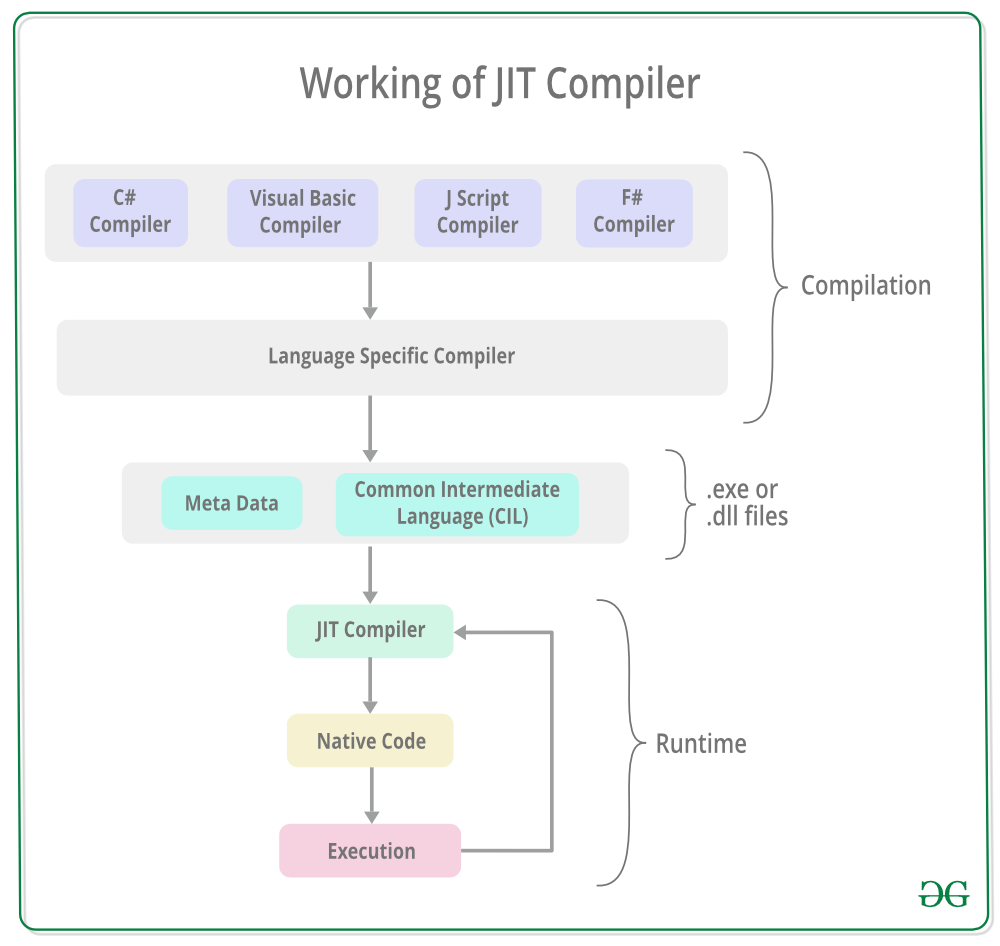 Working of JIT Compiler
C#
Compiler
Visual Basic
Compiler
J Script
Compiler
F#
Compiler
Compilation
Language Specific Compiler
Meta Data
Common Intermediate
Language (CIL)
.exe or
.dll files
JIT Compiler
Native Code
Runtime
Execution